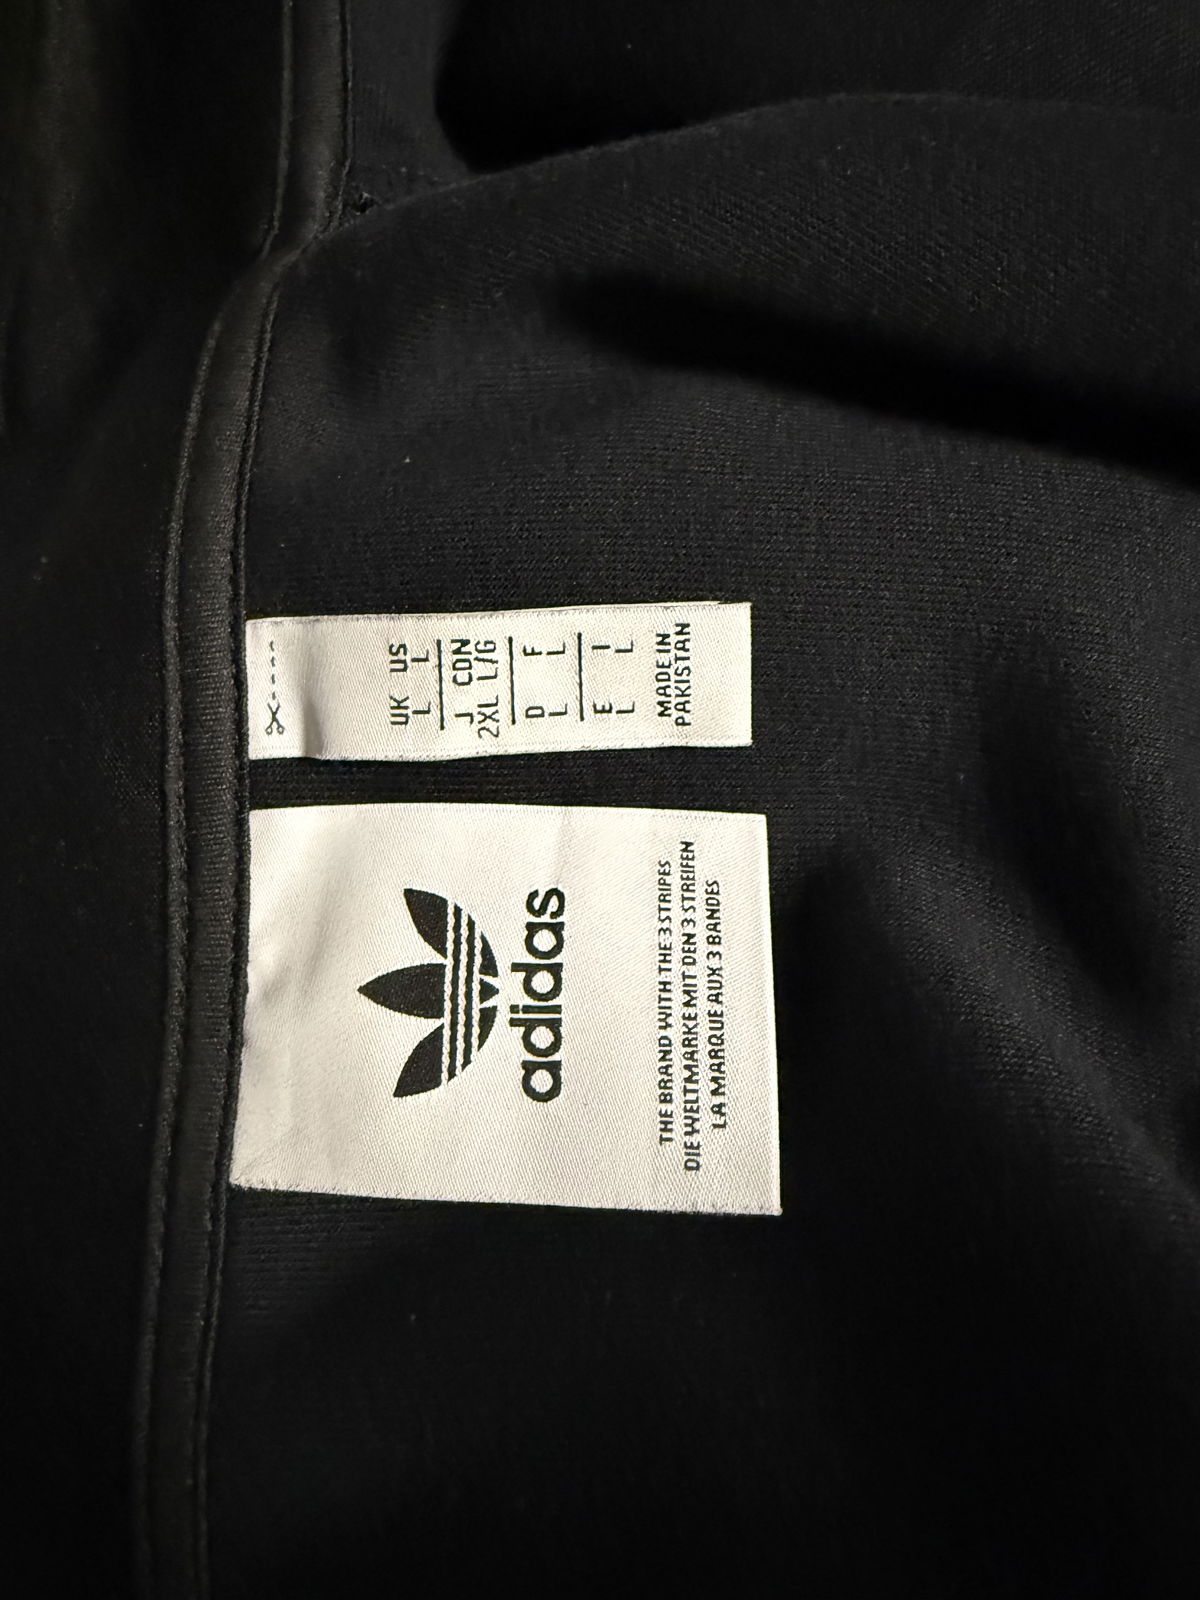 UK US
L L
J CDN
2XL L/G
D F
L L
E I
L L
MADE IN
PAKISTAN
adidas
THE BRAND WITH THE 3 STRIPES
DIE WELTMARKE MIT DEN 3 STREIFEN
LA MARQUE AUX 3 BANDES